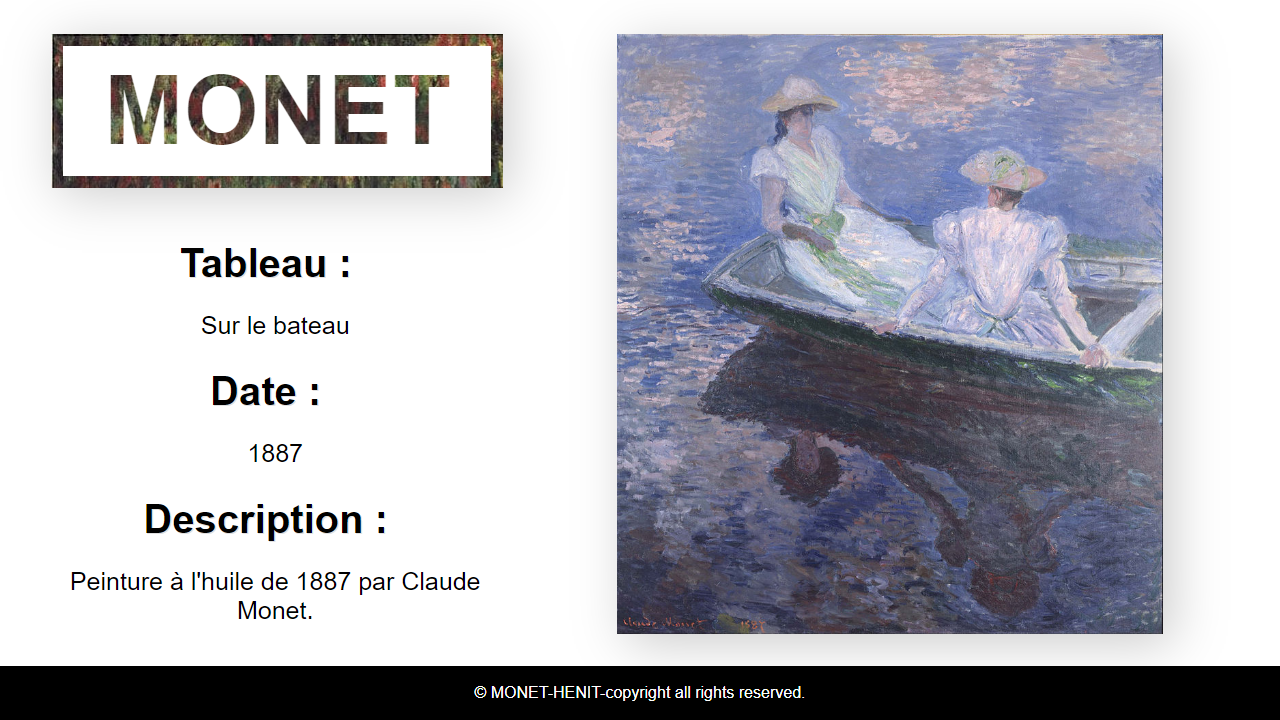 MONET
Tableau :
Sur le bateau
Date :
1887
Description :
Peinture à l'huile de 1887 par Claude
Monet.
Claude Monet 1887
© MONET-HENIT-copyright all rights reserved.